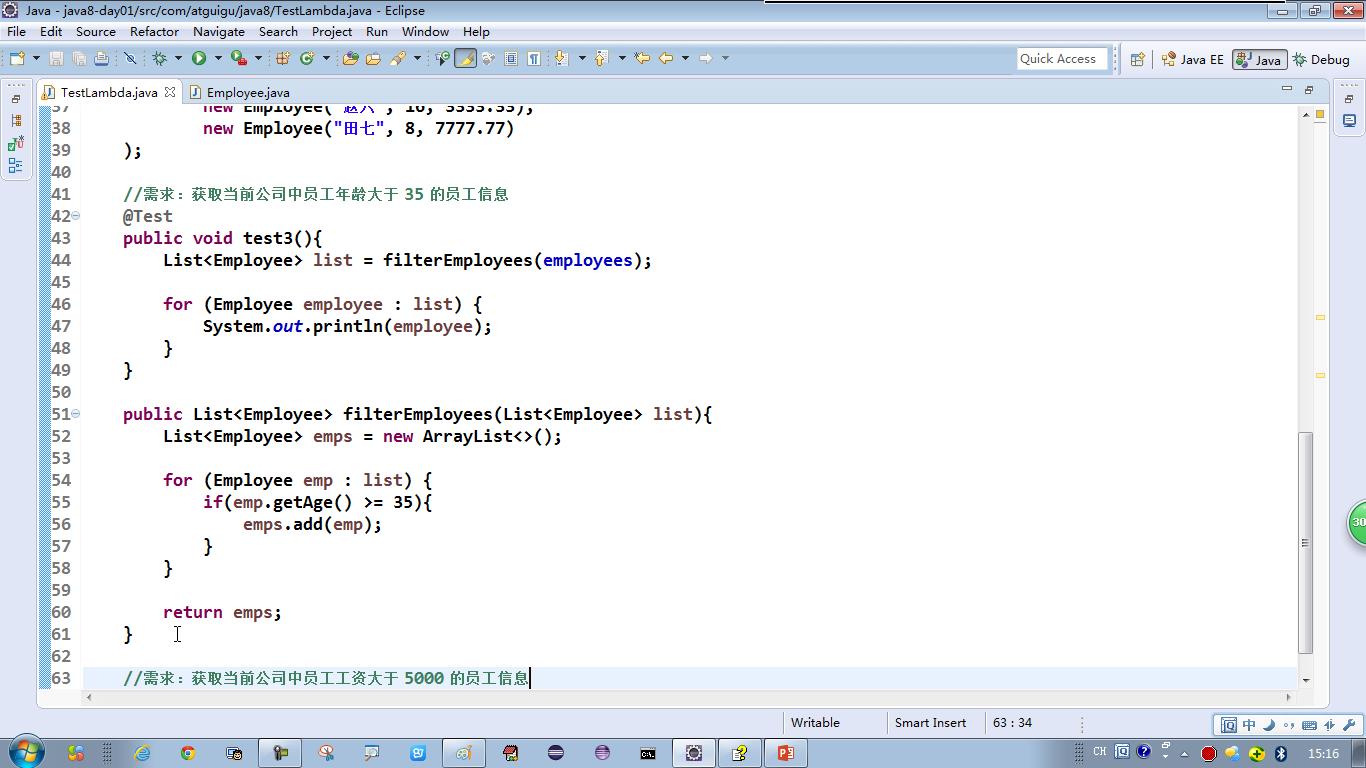 Java - java8-day01/src/com/atguigu/java8/TestLambda.java - Eclipse
File Edit Source Refactor Navigate Search Project Run Window Help
Quick Access Java EE Java Debug
TestLambda.java Employee.java
37 new Employee("赵六", 16, 3333.33),
38 new Employee("田七", 8, 7777.77)
39 );
40
41 //需求：获取当前公司中员工年龄大于 35 的员工信息
42 @Test
43 public void test3(){
44 List<Employee> list = filterEmployees(employees);
45
46 for (Employee employee : list) {
47 System.out.println(employee);
48 }
49 }
50
51 public List<Employee> filterEmployees(List<Employee> list){
52 List<Employee> emps = new ArrayList<>();
53
54 for (Employee emp : list) {
55 if(emp.getAge() >= 35){
56 emps.add(emp);
57 }
58 }
59
60 return emps;
61 }
62
63 //需求：获取当前公司中员工工资大于 5000 的员工信息
30
Writable Smart Insert 63 : 34
中
CH 15:16